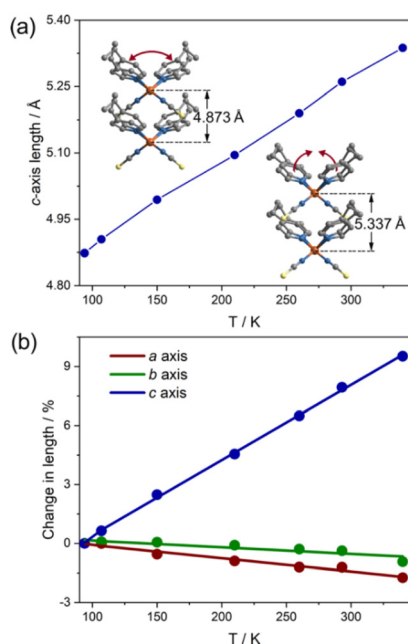 (a)
5.40
5.25
5.10
4.95
4.80
c-axis length / Å
4.873 Å
5.337 Å
100 150 200 250 300
T / K
(b)
a axis
b axis
c axis
9
6
3
0
-3
Change in length / %
100 150 200 250 300
T / K